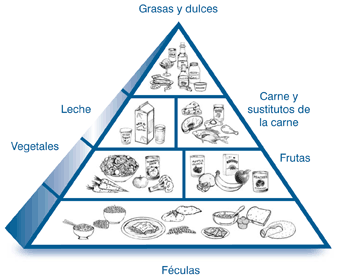 Grasas y dulces
Leche
Carne y
sustitutos de
la carne
Vegetales
Frutas
Féculas